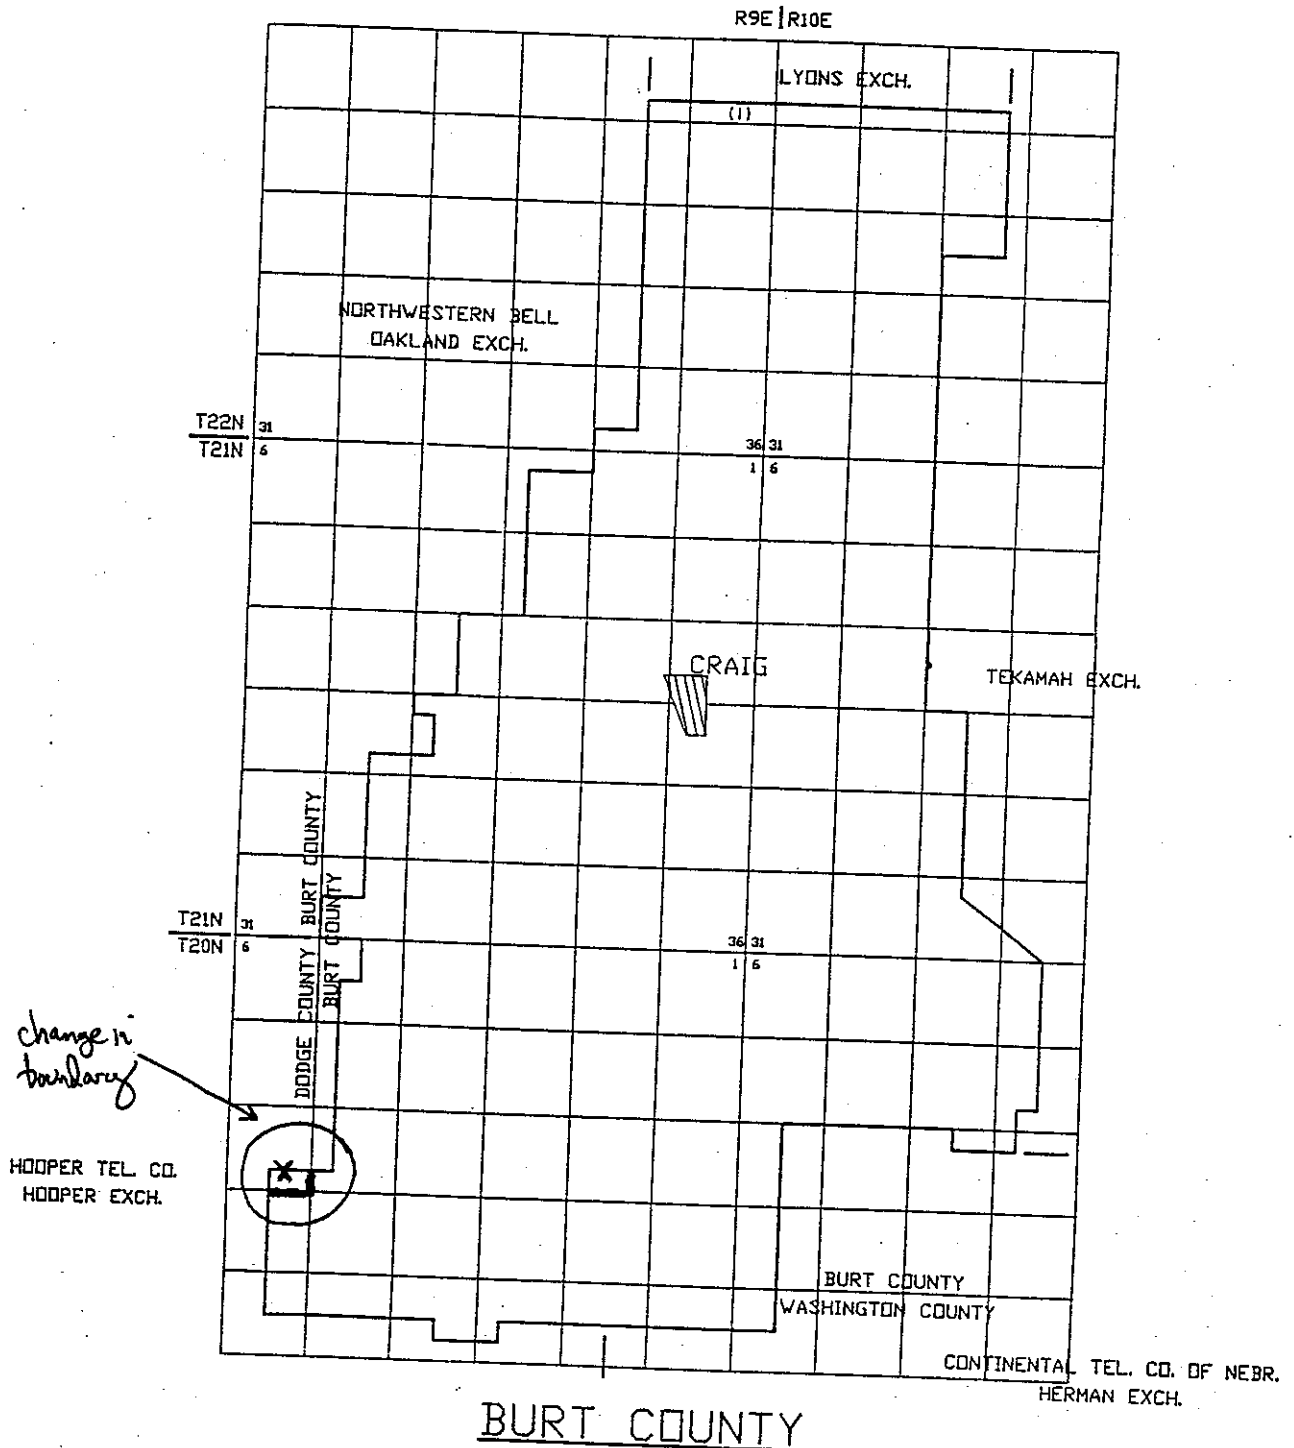 R9E|R10E
LYONS EXCH.
(1)
NORTHWESTERN BELL
OAKLAND EXCH.
T22N 31
T21N 6
36 31
1 6
CRAIG
TEKAMAH EXCH.
DODGE COUNTY BURT COUNTY
BURT COUNTY
T21N 31
T20N 6
36 31
1 6
change in
boundary
X
HOOPER TEL. CO.
HOOPER EXCH.
BURT COUNTY
WASHINGTON COUNTY
CONTINENTAL TEL. CO. OF NEBR.
HERMAN EXCH.
BURT COUNTY